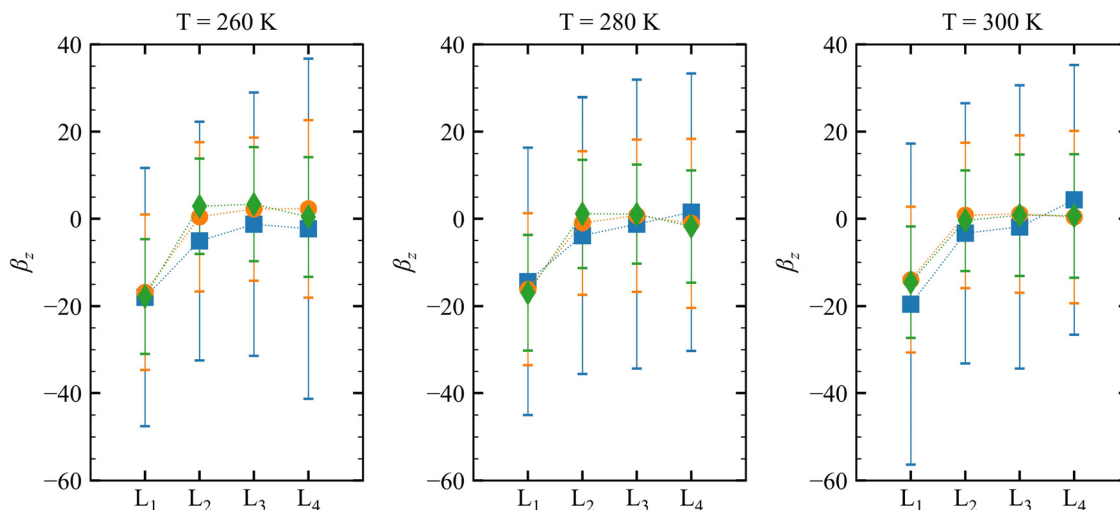 T = 260 K
40
20
0
−20
−40
−60
β_z
L₁ L₂ L₃ L₄
T = 280 K
40
20
0
−20
−40
−60
β_z
L₁ L₂ L₃ L₄
T = 300 K
40
20
0
−20
−40
−60
β_z
L₁ L₂ L₃ L₄